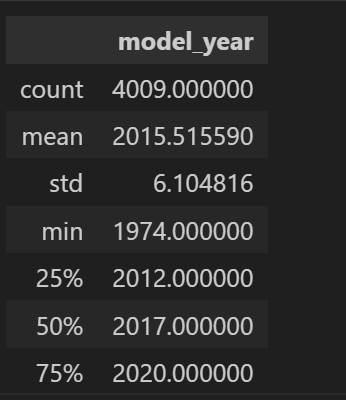 model_year
count 4009.000000
mean 2015.515590
std 6.104816
min 1974.000000
25% 2012.000000
50% 2017.000000
75% 2020.000000